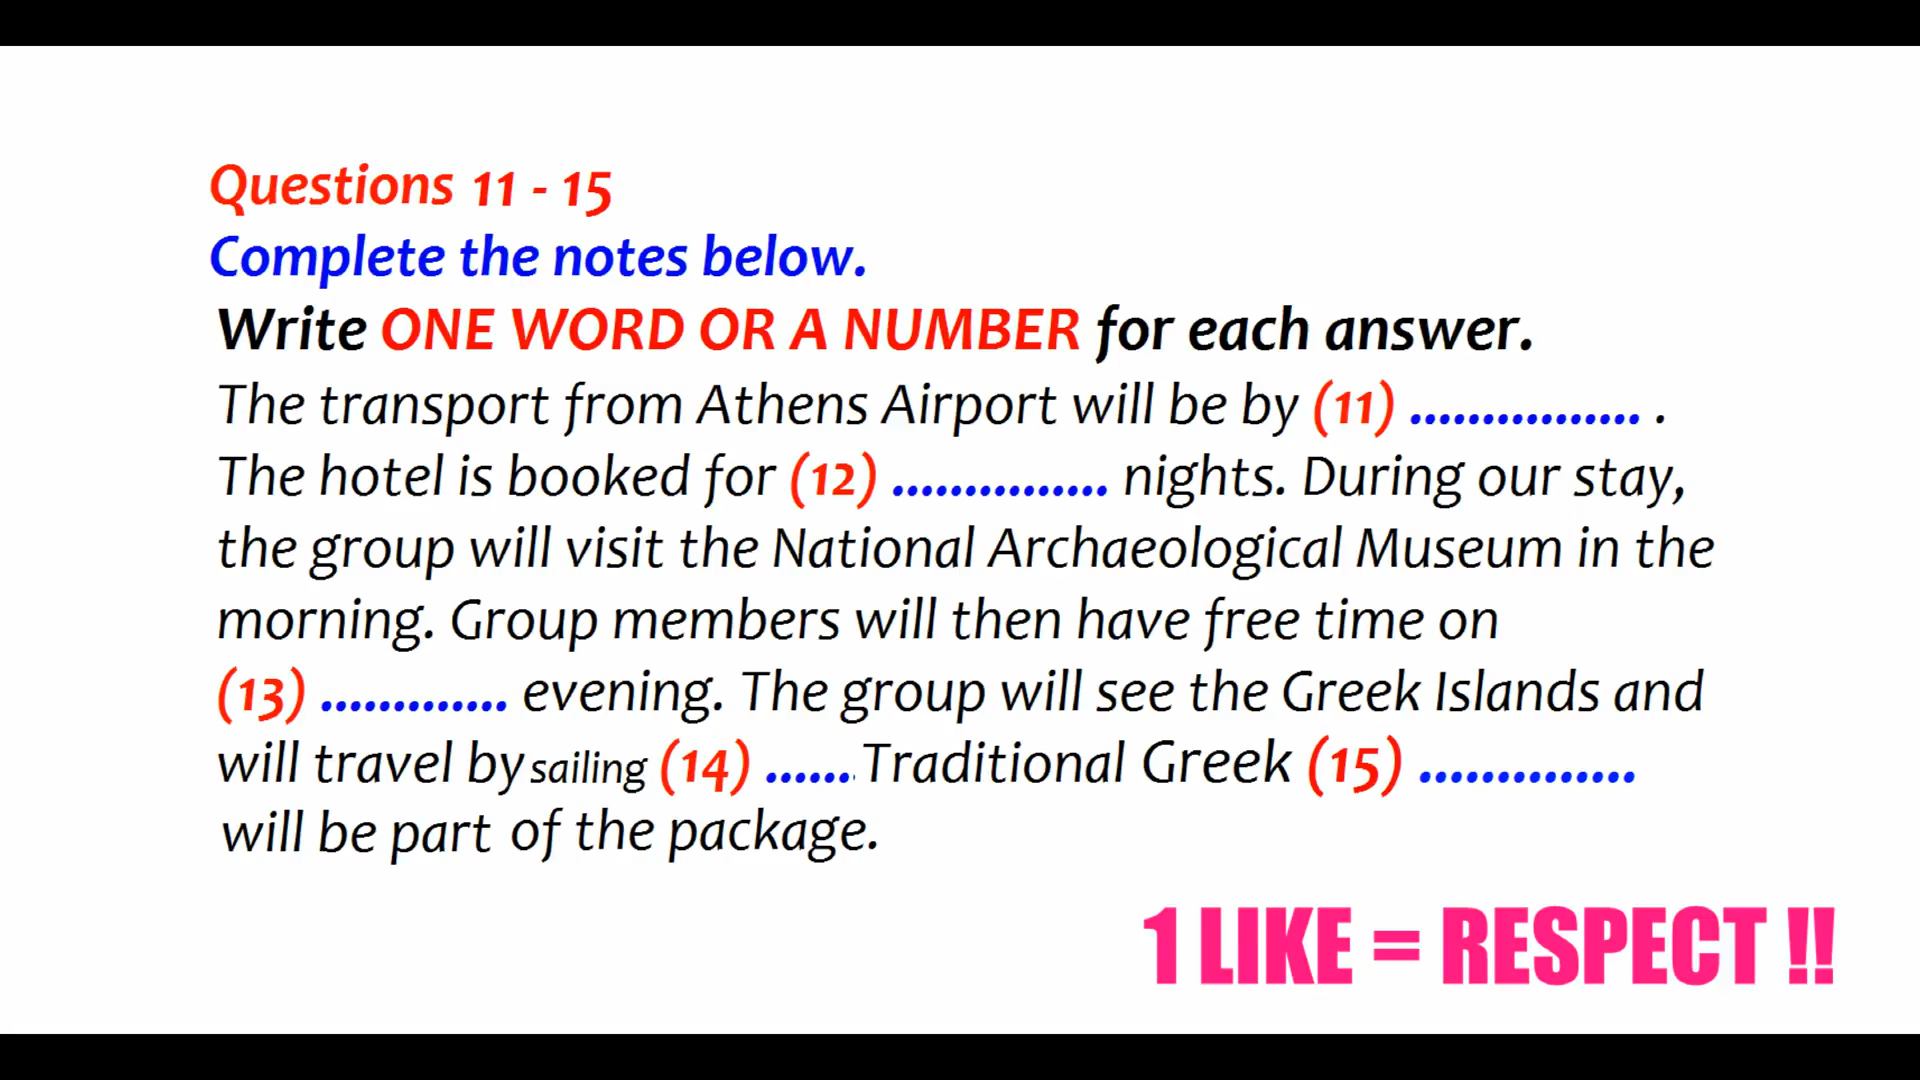 Questions 11 - 15
Complete the notes below.
Write ONE WORD OR A NUMBER for each answer.
The transport from Athens Airport will be by (11) ................ .
The hotel is booked for (12) ............... nights. During our stay,
the group will visit the National Archaeological Museum in the
morning. Group members will then have free time on
(13) ............. evening. The group will see the Greek Islands and
will travel by sailing (14) ....... Traditional Greek (15) ..............
will be part of the package.
1 LIKE = RESPECT !!